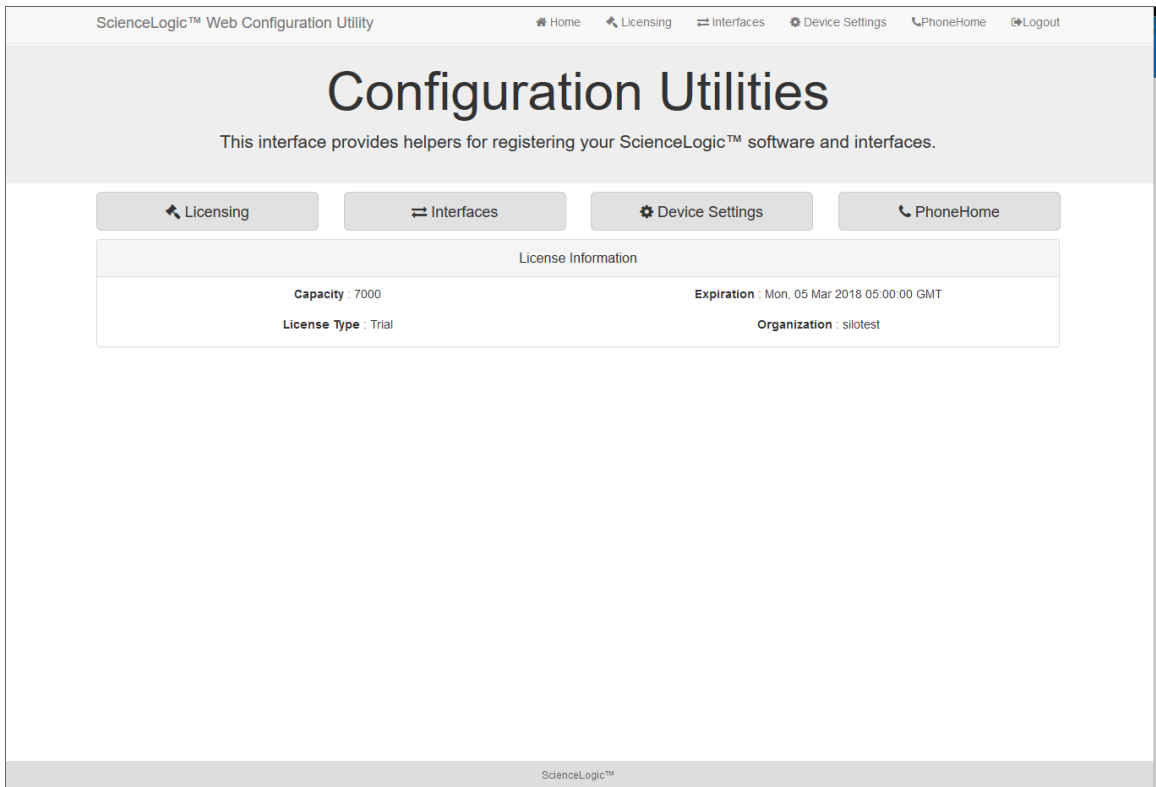 ScienceLogic™ Web Configuration Utility Home Licensing Interfaces Device Settings PhoneHome Logout
Configuration Utilities
This interface provides helpers for registering your ScienceLogic™ software and interfaces.
Licensing Interfaces Device Settings PhoneHome
License Information
Capacity : 7000 Expiration : Mon, 05 Mar 2018 05:00:00 GMT
License Type : Trial Organization : silotest
ScienceLogic™